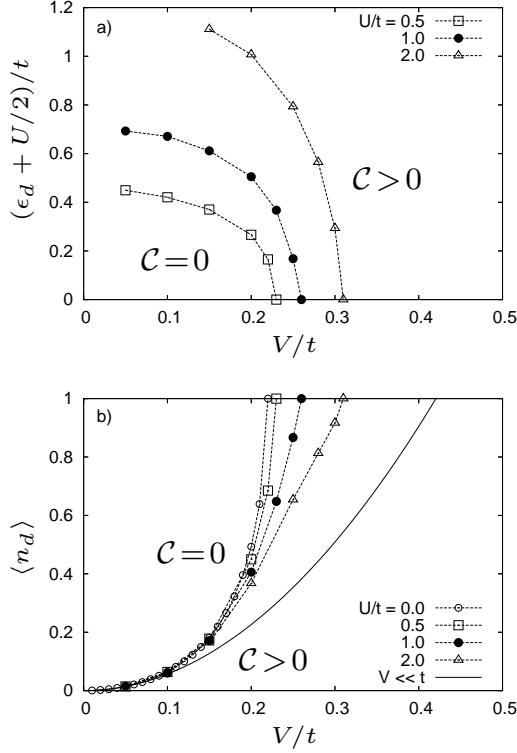 a)
U/t = 0.5
1.0
2.0
1.2
1
0.8
0.6
0.4
0.2
0
(ϵ_d + U/2)/t
C > 0
C = 0
0 0.1 0.2 0.3 0.4 0.5
V/t
b)
1
0.8
0.6
0.4
0.2
0
⟨n_d⟩
C = 0
C > 0
U/t = 0.0
0.5
1.0
2.0
V << t
0 0.1 0.2 0.3 0.4 0.5
V/t